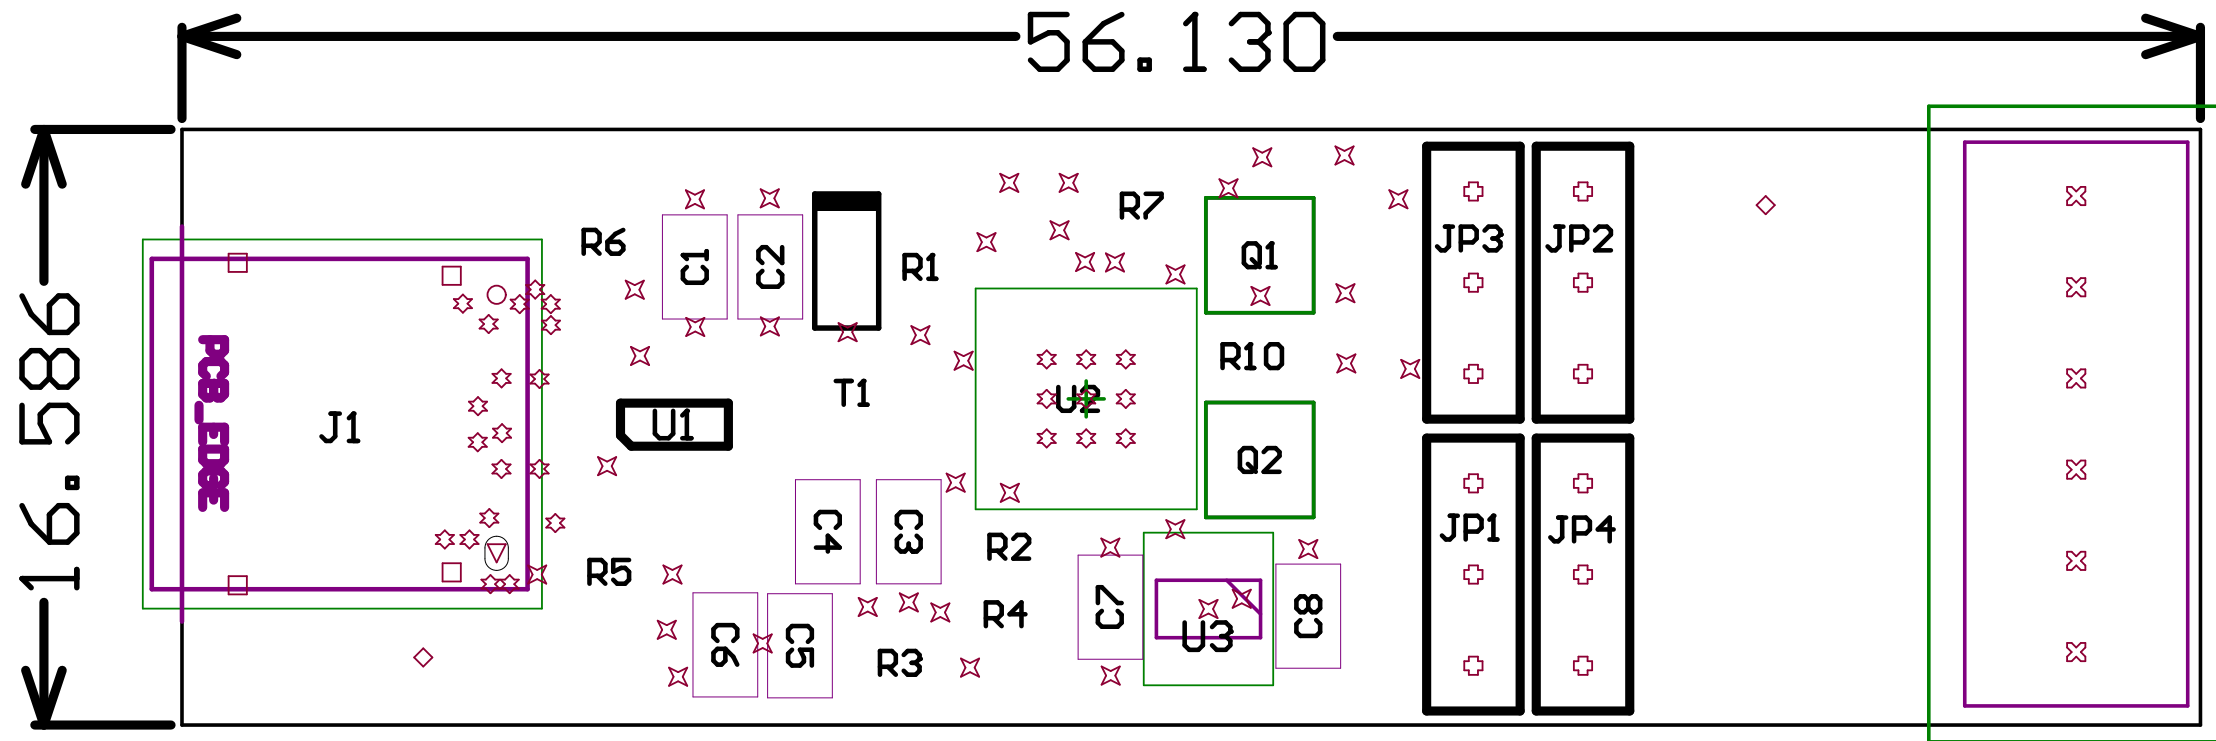 56.130
16.586
PCB_EDGE
J1
R6
C1
C2
R1
R7
Q1
JP3
JP2
T1
U1
U2
R10
Q2
C4
C3
R2
JP1
JP4
R5
C6
C5
R3
R4
C7
U3
C8